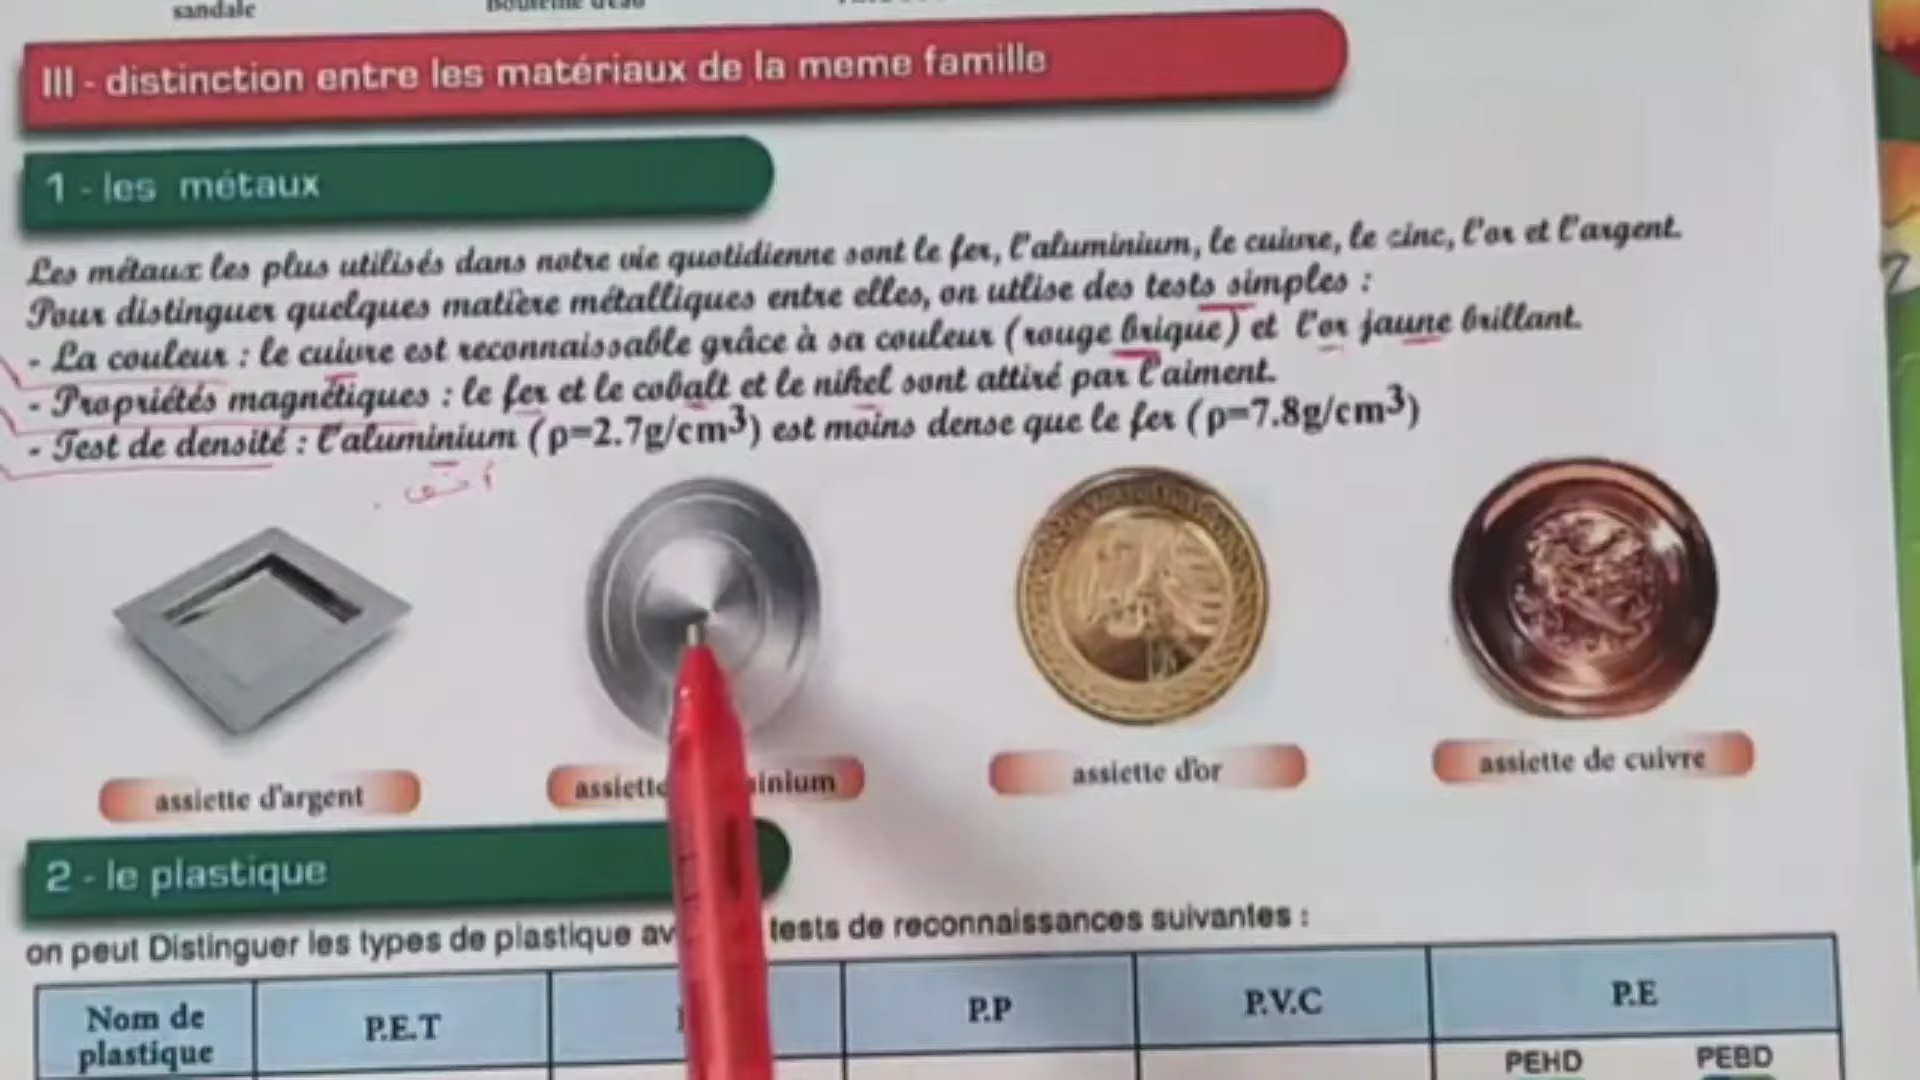 sandale
III - distinction entre les matériaux de la meme famille
1 - les métaux
Les métaux les plus utilisés dans notre vie quotidienne sont le fer, l'aluminium, le cuivre, le zinc, l'or et l'argent.
Pour distinguer quelques matière métalliques entre elles, on utlise des tests simples :
- La couleur : le cuivre est reconnaissable grâce à sa couleur (rouge brique) et l'or jaune brillant.
- Propriétés magnétiques : le fer et le cobalt et le nikel sont attiré par l'aiment.
- Test de densité : l'aluminium (ρ=2.7g/cm³) est moins dense que le fer (ρ=7.8g/cm³)
assiette d'argent
assiette inium
assiette d'or
assiette de cuivre
2 - le plastique
on peut Distinguer les types de plastique av tests de reconnaissances suivantes :
Nom de plastique
P.E.T
P.P
P.V.C
P.E
PEHD
PEBD